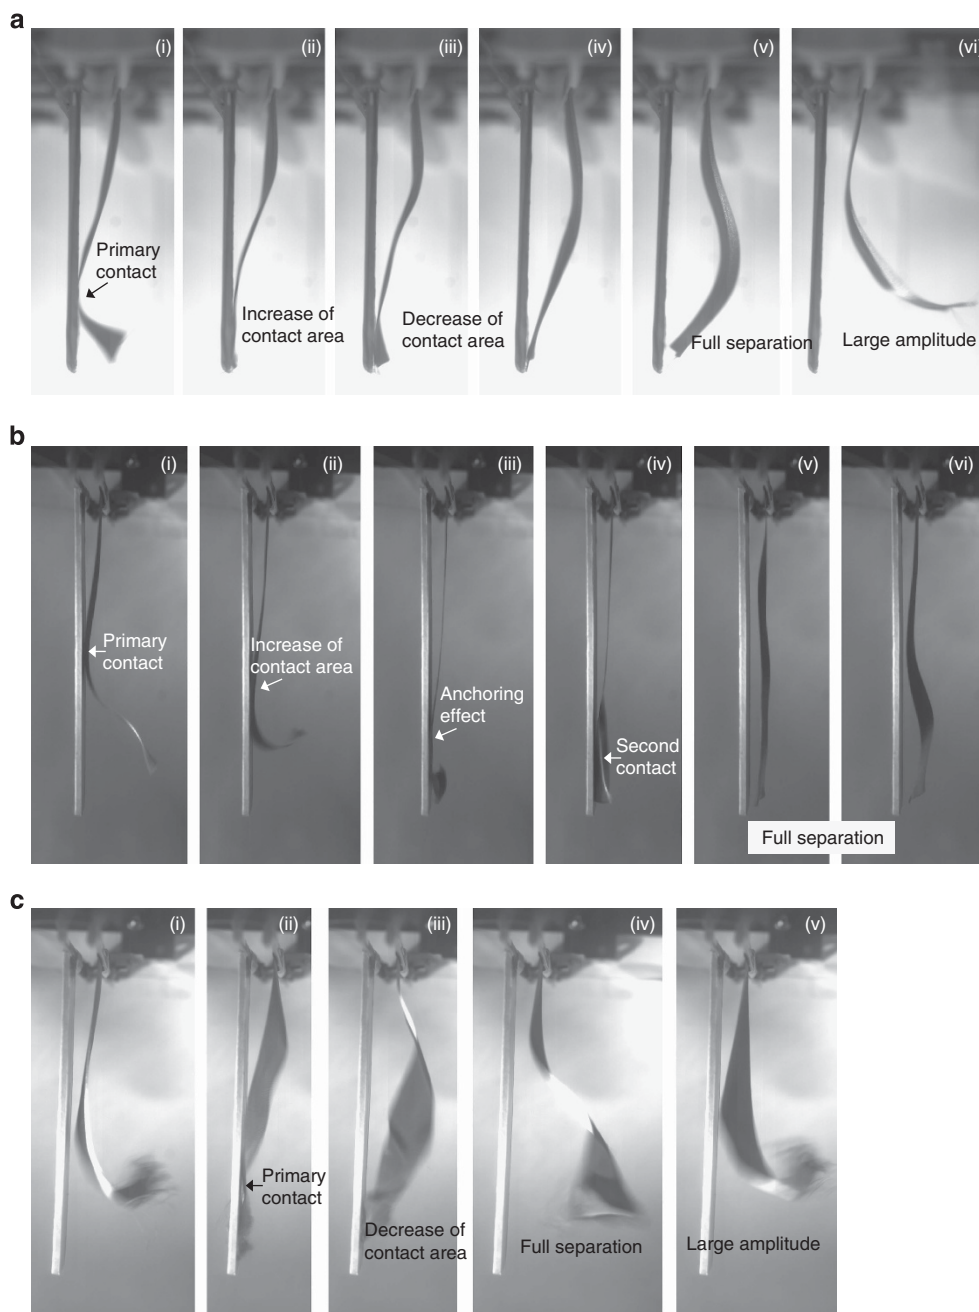 a
(i)
(ii)
(iii)
(iv)
(v)
(vi
Primary
contact
Increase of
contact area
Decrease of
contact area
Full separation
Large amplitude
b
(i)
(ii)
(iii)
(iv)
(v)
(vi)
Primary
contact
Increase of
contact area
Anchoring
effect
Second
contact
Full separation
c
(i)
(ii)
(iii)
(iv)
(v)
Primary
contact
Decrease of
contact area
Full separation
Large amplitude